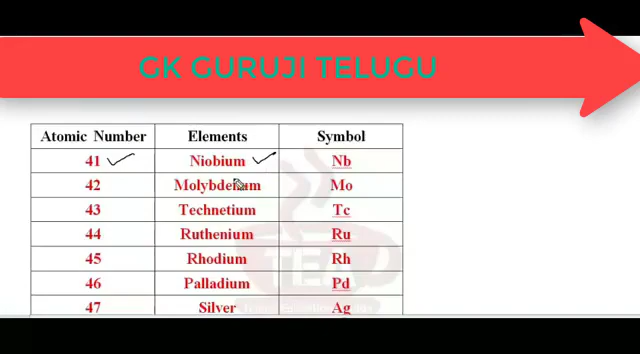 GK GURUJI TELUGU
Atomic Number Elements Symbol
41 Niobium Nb
42 Molybdenum Mo
43 Technetium Tc
44 Ruthenium Ru
45 Rhodium Rh
46 Palladium Pd
47 Silver Ag
TEA